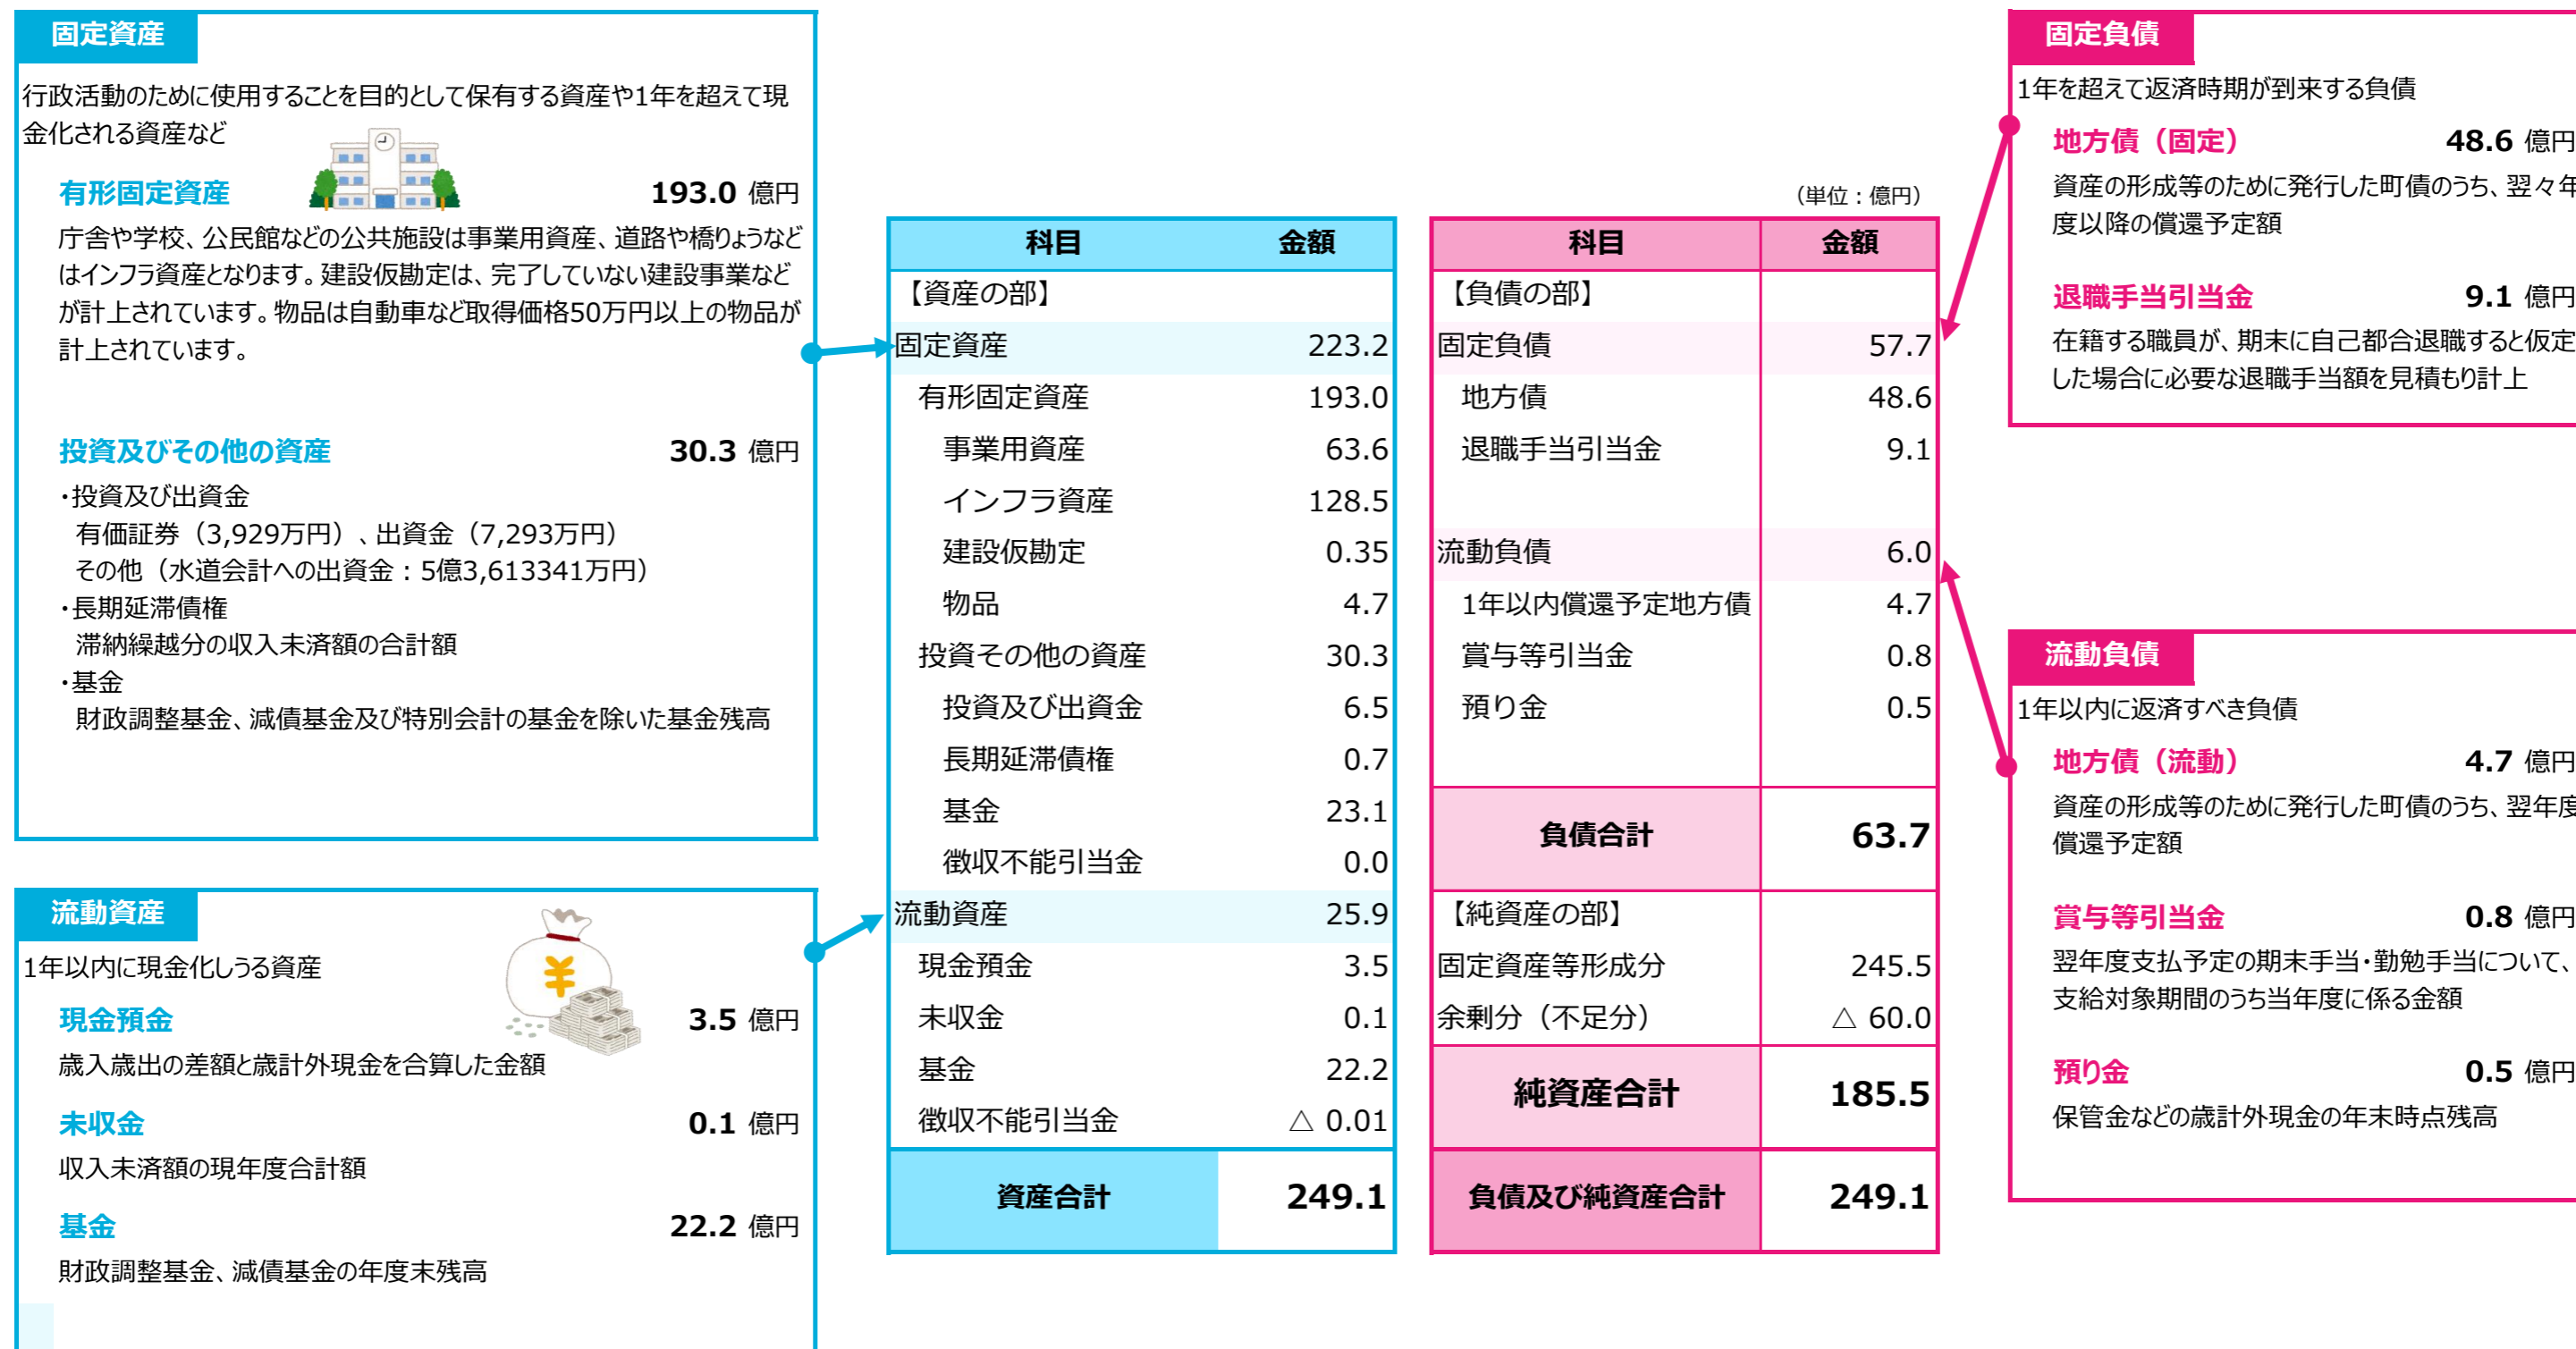 固定資産
行政活動のために使用することを目的として保有する資産や1年を超えて現
金化される資産など
有形固定資産 193.0 億円
庁舎や学校、公民館などの公共施設は事業用資産、道路や橋りょうなど
はインフラ資産となります。建設仮勘定は、完了していない建設事業など
が計上されています。物品は自動車など取得価格50万円以上の物品が
計上されています。
投資及びその他の資産 30.3 億円
・投資及び出資金
有価証券（3,929万円）、出資金（7,293万円）
その他（水道会計への出資金：5億3,613341万円）
・長期延滞債権
滞納繰越分の収入未済額の合計額
・基金
財政調整基金、減債基金及び特別会計の基金を除いた基金残高
流動資産
1年以内に現金化しうる資産
¥
現金預金 3.5 億円
歳入歳出の差額と歳計外現金を合算した金額
未収金 0.1 億円
収入未済額の現年度合計額
基金 22.2 億円
財政調整基金、減債基金の年度末残高
科目 金額
【資産の部】
固定資産 223.2
有形固定資産 193.0
事業用資産 63.6
インフラ資産 128.5
建設仮勘定 0.35
物品 4.7
投資その他の資産 30.3
投資及び出資金 6.5
長期延滞債権 0.7
基金 23.1
徴収不能引当金 0.0
流動資産 25.9
現金預金 3.5
未収金 0.1
基金 22.2
徴収不能引当金 △ 0.01
資産合計 249.1
（単位：億円）
科目 金額
【負債の部】
固定負債 57.7
地方債 48.6
退職手当引当金 9.1
流動負債 6.0
1年以内償還予定地方債 4.7
賞与等引当金 0.8
預り金 0.5
負債合計 63.7
【純資産の部】
固定資産等形成分 245.5
余剰分（不足分） △ 60.0
純資産合計 185.5
負債及び純資産合計 249.1
固定負債
1年を超えて返済時期が到来する負債
地方債（固定） 48.6 億円
資産の形成等のために発行した町債のうち、翌々年
度以降の償還予定額
退職手当引当金 9.1 億円
在籍する職員が、期末に自己都合退職すると仮定
した場合に必要な退職手当額を見積もり計上
流動負債
1年以内に返済すべき負債
地方債（流動） 4.7 億円
資産の形成等のために発行した町債のうち、翌年度
償還予定額
賞与等引当金 0.8 億円
翌年度支払予定の期末手当・勤勉手当について、
支給対象期間のうち当年度に係る金額
預り金 0.5 億円
保管金などの歳計外現金の年末時点残高